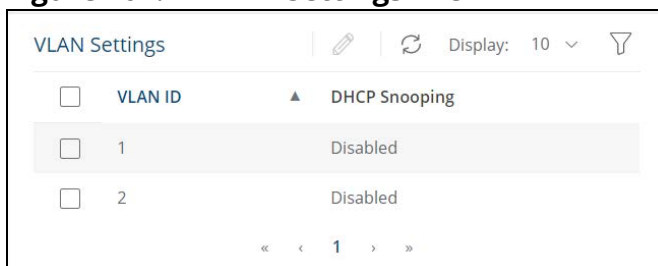 VLAN Settings Display: 10
VLAN ID DHCP Snooping
1 Disabled
2 Disabled
« ‹ 1 › »